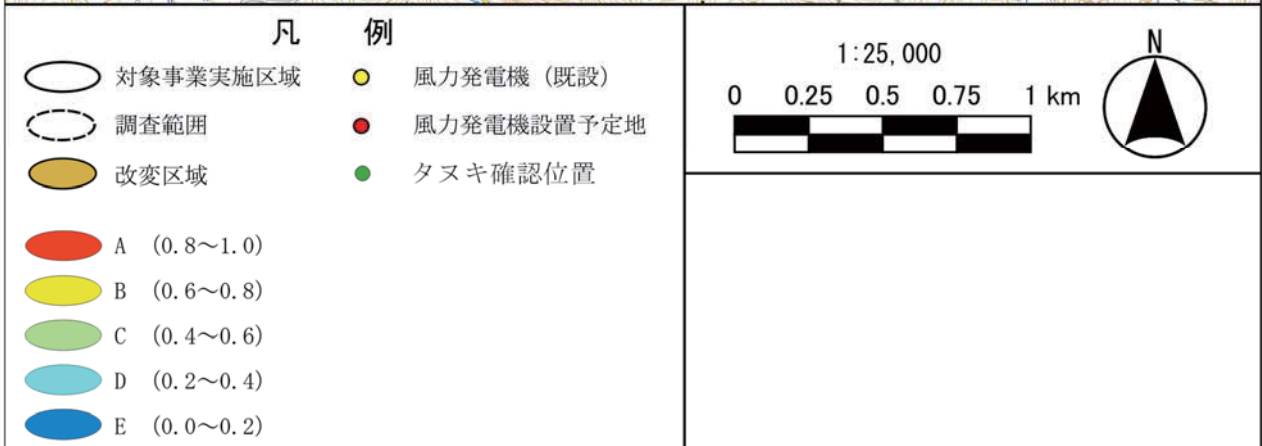 凡 例
対象事業実施区域
調査範囲
改変区域
風力発電機（既設）
風力発電機設置予定地
タヌキ確認位置
A (0.8～1.0)
B (0.6～0.8)
C (0.4～0.6)
D (0.2～0.4)
E (0.0～0.2)
1:25,000
0 0.25 0.5 0.75 1 km
N